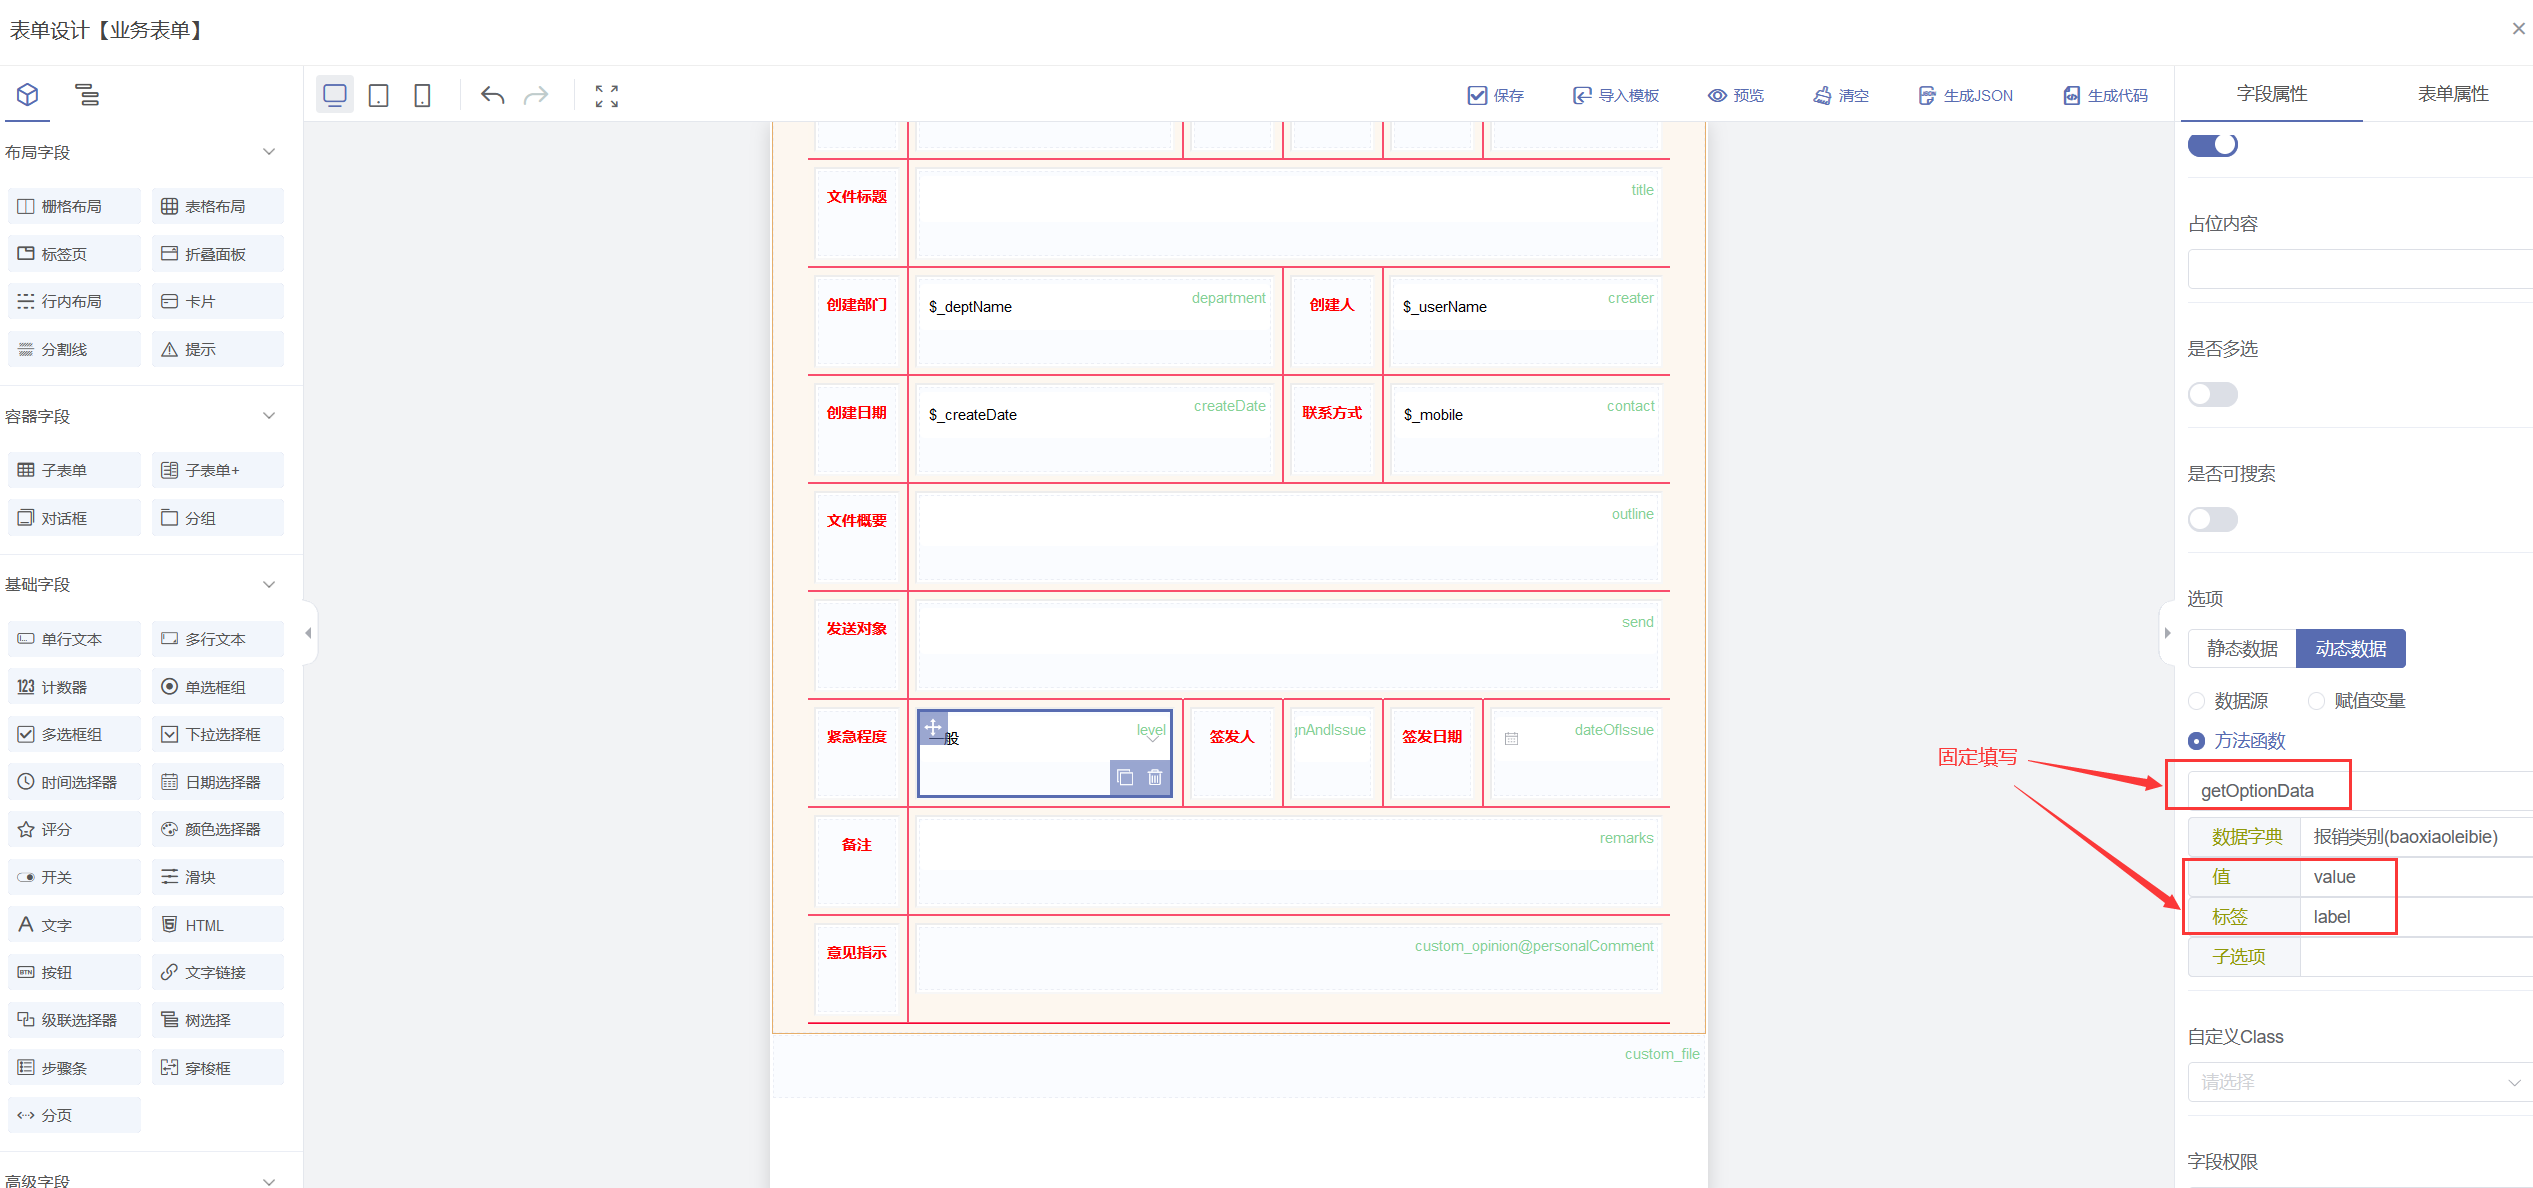 表单设计【业务表单】
保存
导入模板
预览
清空
生成JSON
生成代码
字段属性
表单属性
布局字段
栅格布局
表格布局
标签页
折叠面板
行内布局
卡片
分割线
提示
容器字段
子表单
子表单+
对话框
分组
基础字段
单行文本
多行文本
123 计数器
单选框组
多选框组
下拉选择框
时间选择器
日期选择器
评分
颜色选择器
开关
滑块
文字
HTML
按钮
文字链接
级联选择器
树选择
步骤条
穿梭框
分页
高级字段
文件标题
title
创建部门
$_deptName
department
创建人
$_userName
creater
创建日期
$_createDate
createDate
联系方式
$_mobile
contact
文件概要
outline
发送对象
send
紧急程度
一般
level
签发人
gnAndIssue
签发日期
dateOfIssue
备注
remarks
意见指示
custom_opinion@personalComment
custom_file
占位内容
是否多选
是否可搜索
选项
静态数据
动态数据
数据源
赋值变量
方法函数
固定填写
getOptionData
数据字典
报销类别(baoxiaoleibie)
值
value
标签
label
子选项
自定义Class
请选择
字段权限